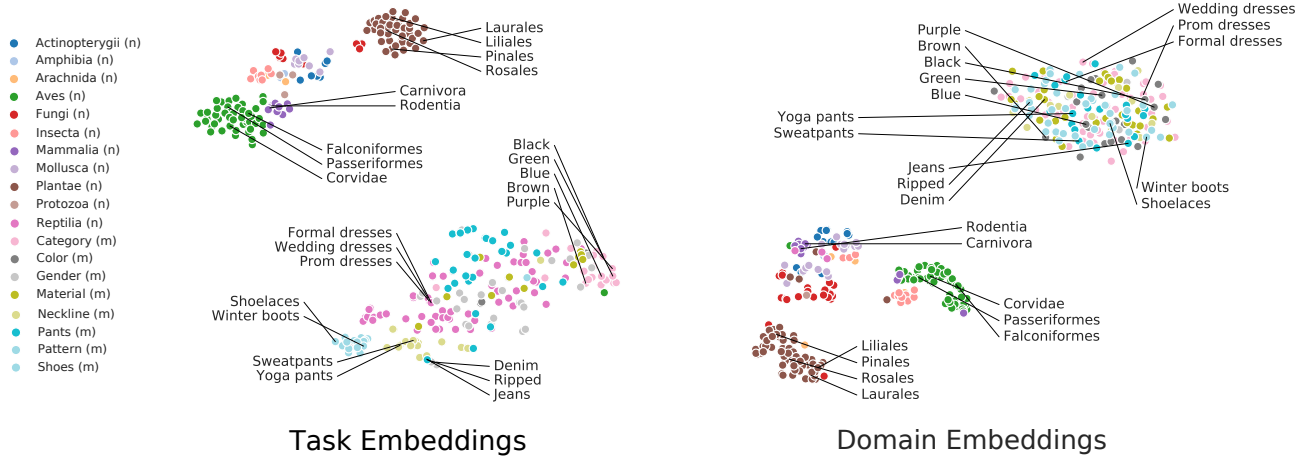 Actinopterygii (n)
Amphibia (n)
Arachnida (n)
Aves (n)
Fungi (n)
Insecta (n)
Mammalia (n)
Mollusca (n)
Plantae (n)
Protozoa (n)
Reptilia (n)
Category (m)
Color (m)
Gender (m)
Material (m)
Neckline (m)
Pants (m)
Pattern (m)
Shoes (m)
Laurales
Liliales
Pinales
Rosales
Carnivora
Rodentia
Falconiformes
Passeriformes
Corvidae
Black
Green
Blue
Brown
Purple
Formal dresses
Wedding dresses
Prom dresses
Shoelaces
Winter boots
Sweatpants
Yoga pants
Denim
Ripped
Jeans
Task Embeddings
Wedding dresses
Prom dresses
Formal dresses
Purple
Brown
Black
Green
Blue
Yoga pants
Sweatpants
Jeans
Ripped
Denim
Winter boots
Shoelaces
Rodentia
Carnivora
Corvidae
Passeriformes
Falconiformes
Liliales
Pinales
Rosales
Laurales
Domain Embeddings